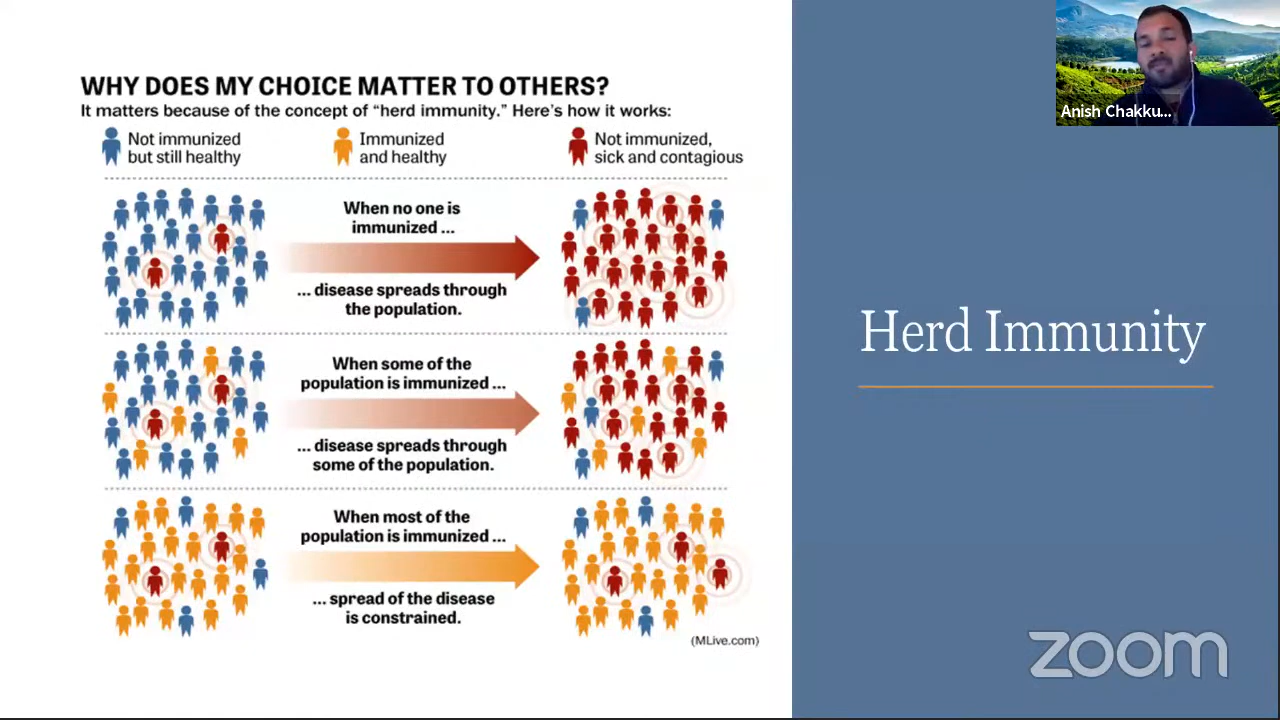 WHY DOES MY CHOICE MATTER TO OTHERS?
It matters because of the concept of “herd immunity.” Here’s how it works:
Not immunized
but still healthy
Immunized
and healthy
Not immunized,
sick and contagious
When no one is
immunized ...
... disease spreads through
the population.
When some of the
population is immunized ...
... disease spreads through
some of the population.
When most of the
population is immunized ...
... spread of the disease
is constrained.
(MLive.com)
Herd Immunity
Anish Chakku...
zoom